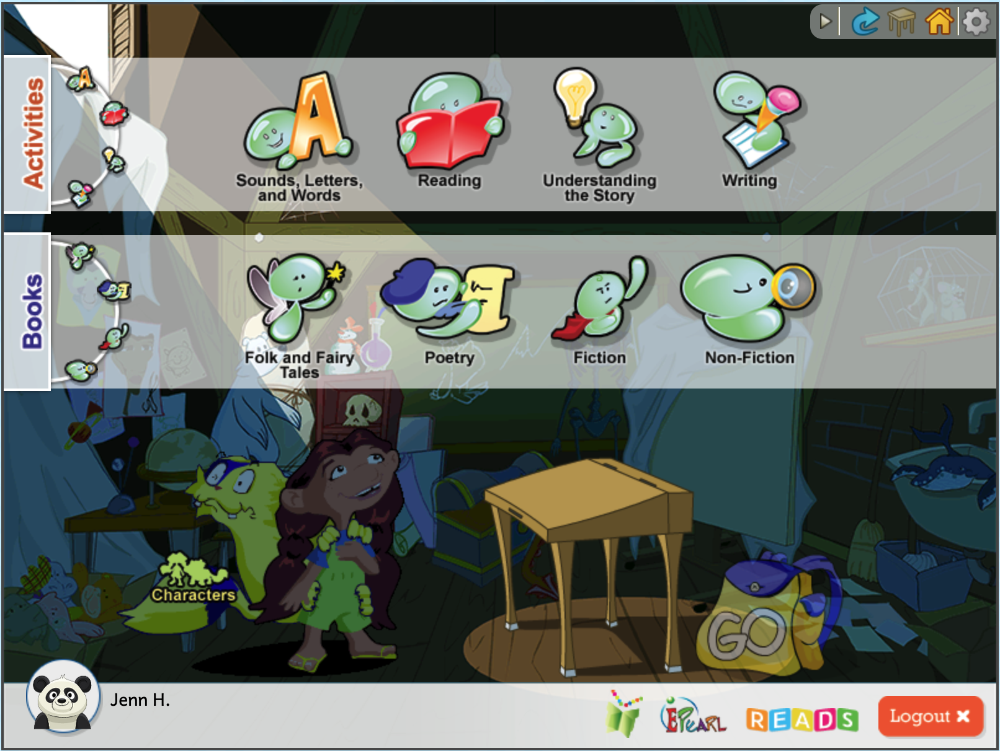 Activities
Sounds, Letters,
and Words
Reading
Understanding
the Story
Writing
Books
Folk and Fairy
Tales
Poetry
Fiction
Non-Fiction
Characters
GO
Jenn H.
EPEARL
READS
Logout ×